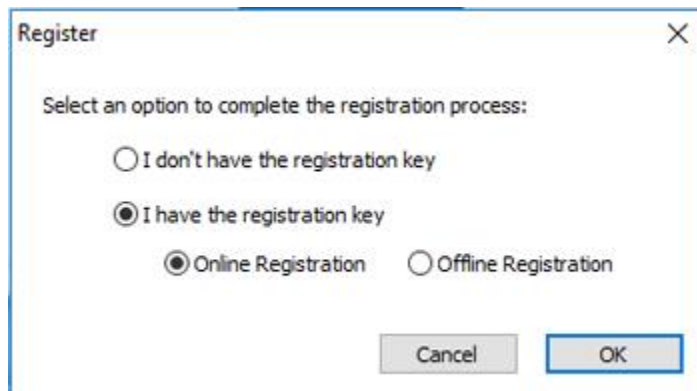 Register
Select an option to complete the registration process:
I don't have the registration key
I have the registration key
Online Registration Offline Registration
Cancel OK